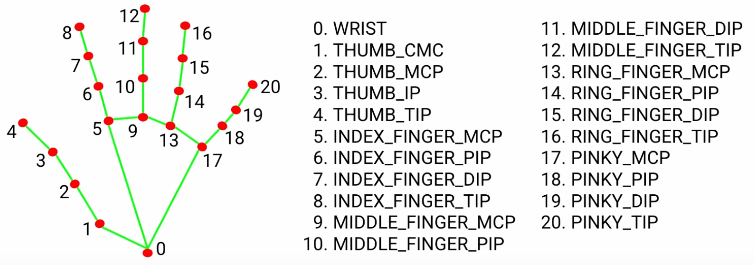 12
8
16
11
7
15
6
10
20
14
19
4
5
9
13
18
3
17
2
1
0
0. WRIST
1. THUMB_CMC
2. THUMB_MCP
3. THUMB_IP
4. THUMB_TIP
5. INDEX_FINGER_MCP
6. INDEX_FINGER_PIP
7. INDEX_FINGER_DIP
8. INDEX_FINGER_TIP
9. MIDDLE_FINGER_MCP
10. MIDDLE_FINGER_PIP
11. MIDDLE_FINGER_DIP
12. MIDDLE_FINGER_TIP
13. RING_FINGER_MCP
14. RING_FINGER_PIP
15. RING_FINGER_DIP
16. RING_FINGER_TIP
17. PINKY_MCP
18. PINKY_PIP
19. PINKY_DIP
20. PINKY_TIP